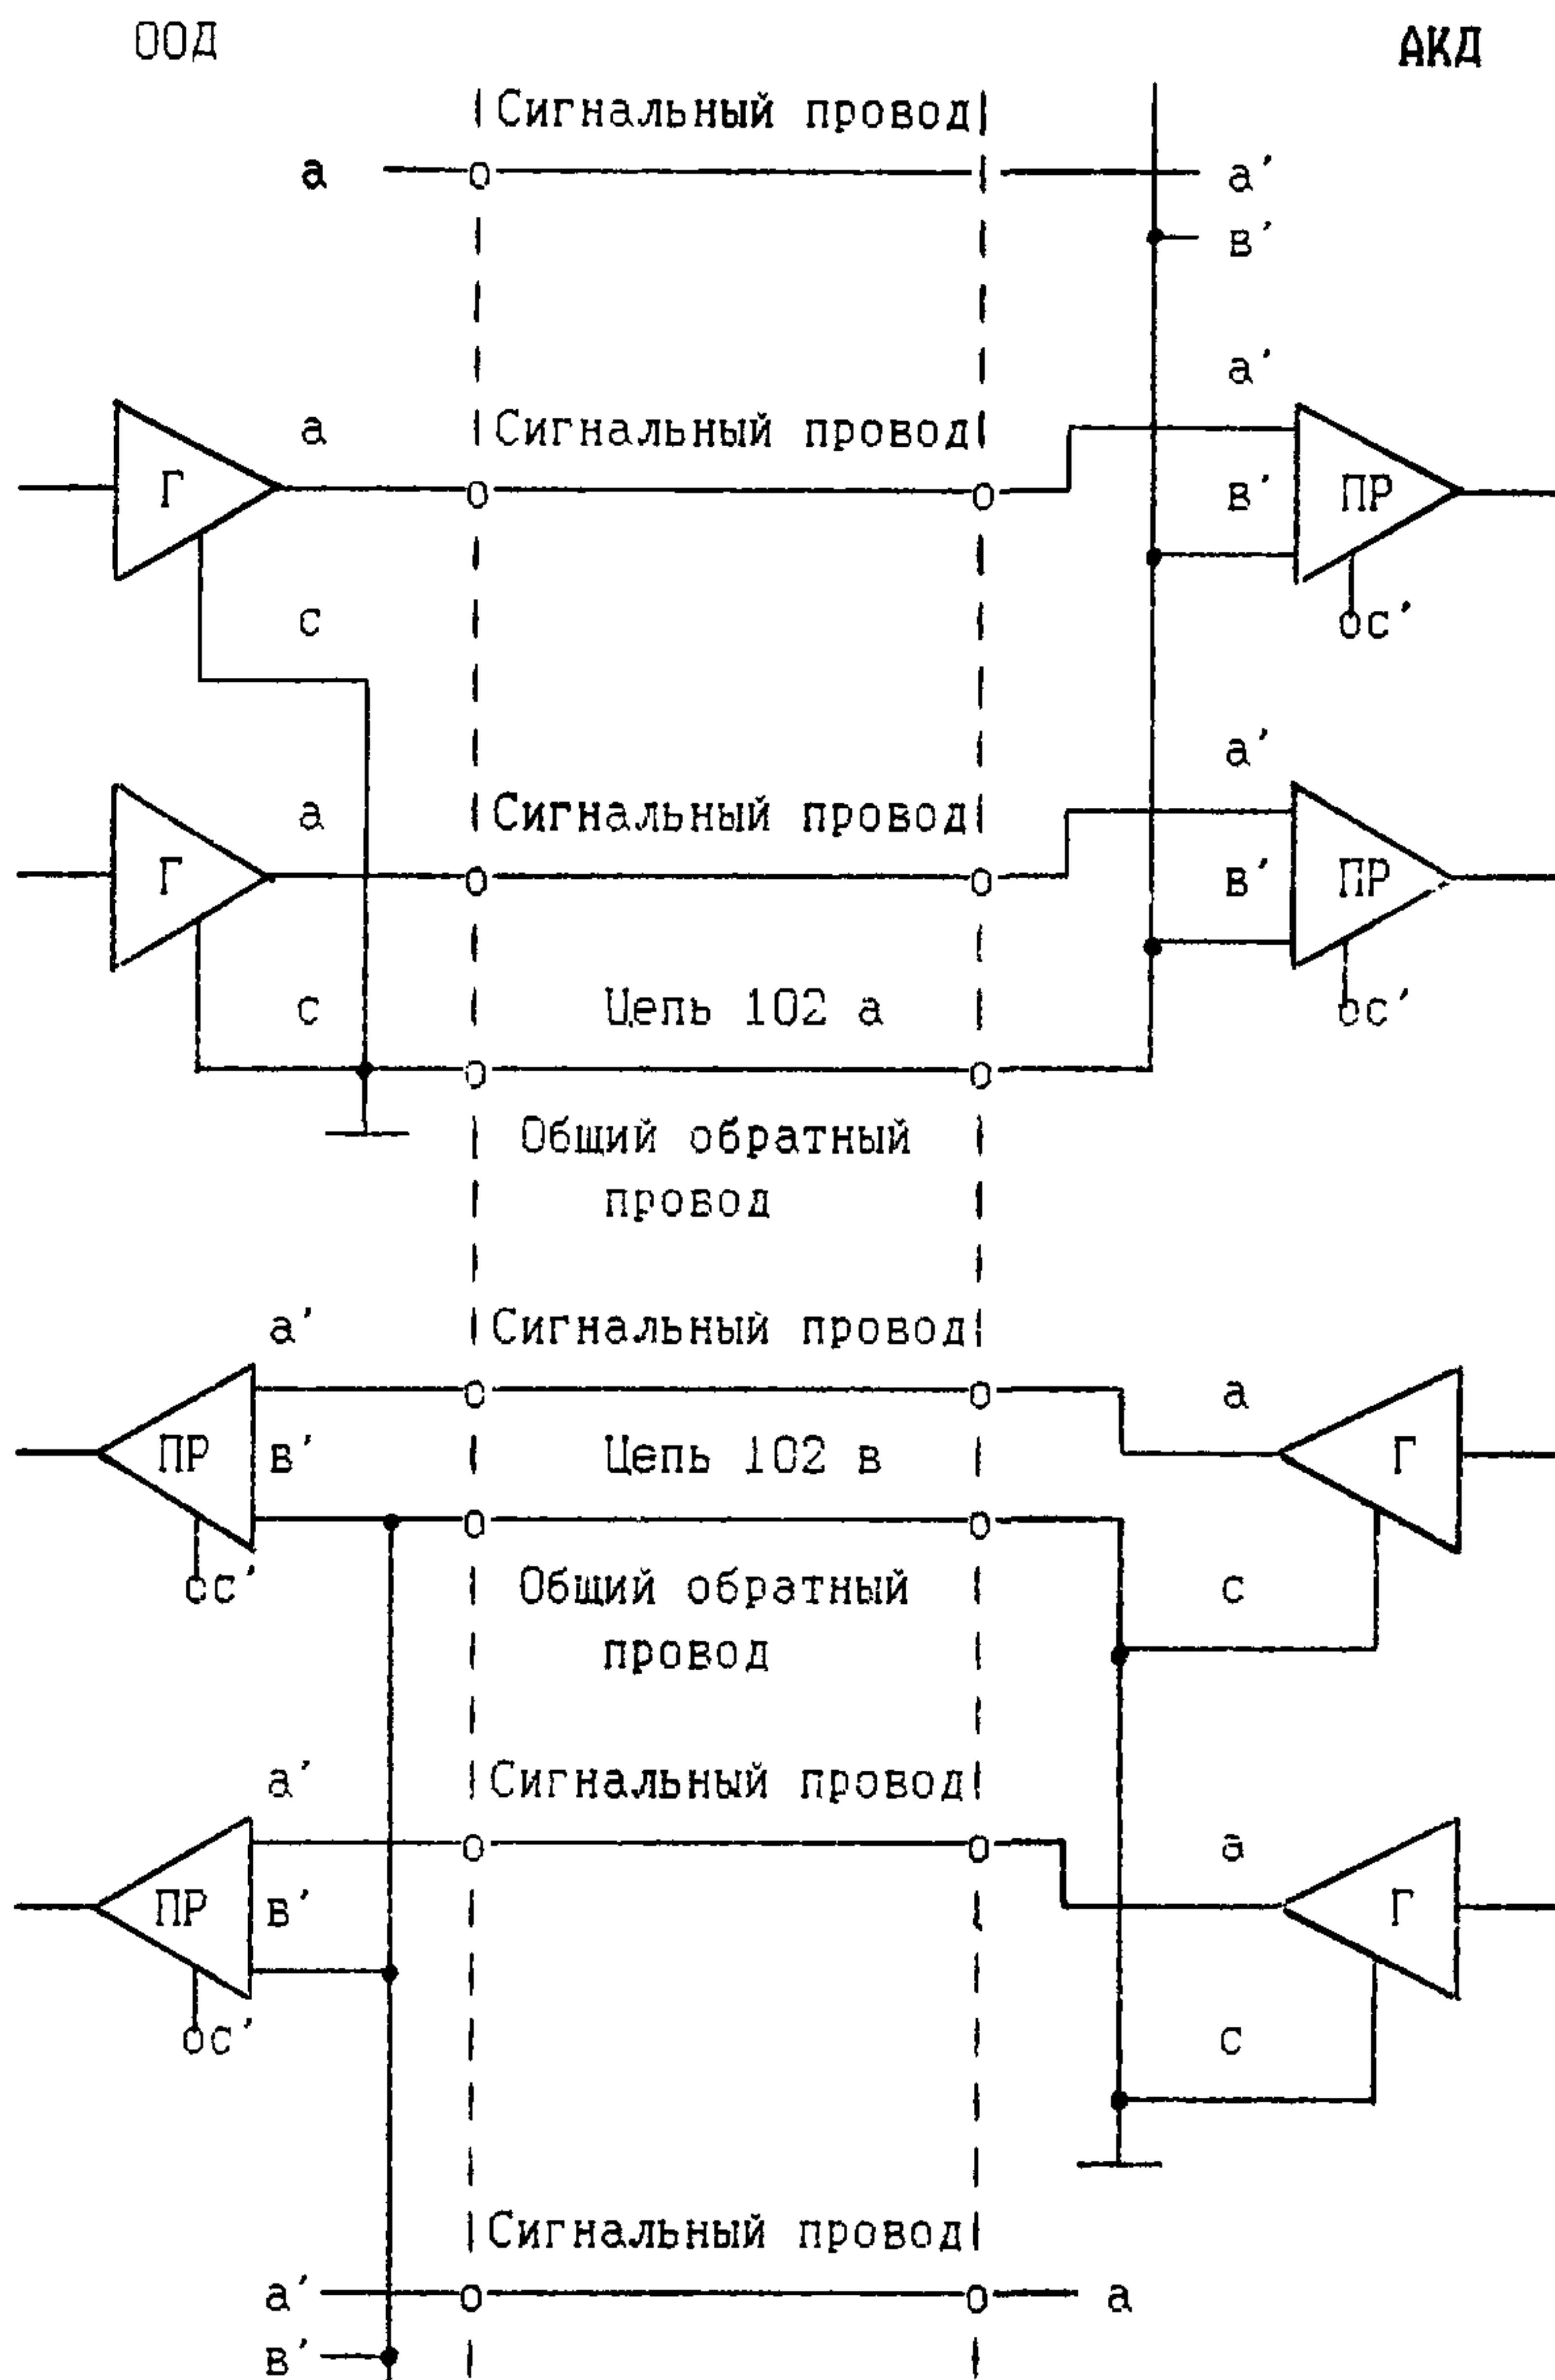 ООД АКД
Сигнальный провод
а а'
в'
а'
а Сигнальный провод
Г в' ПР
с ос'
а'
а Сигнальный провод
Г в' ПР
с Цепь 102 а ос'
Общий обратный
провод
а' Сигнальный провод
а
ПР в' Цепь 102 в Г
ос' Общий обратный с
провод
а' Сигнальный провод
а
ПР в' Г
ос' с
Сигнальный провод
а' а
в'